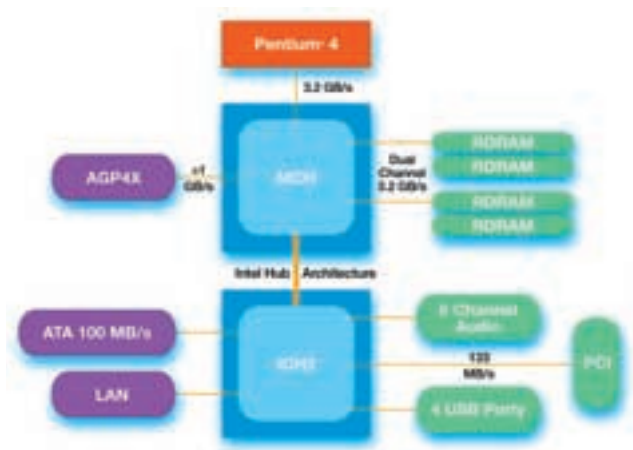 Pentium® 4
3.2 GB/s
RDRAM
RDRAM
RDRAM
RDRAM
Dual
Channel
3.2 GB/s
MCH
AGP4X
>1
GB/s
Intel Hub
Architecture
ATA 100 MB/s
LAN
ICH2
6 Channel
Audio
133
MB/s
PCI
4 USB Ports